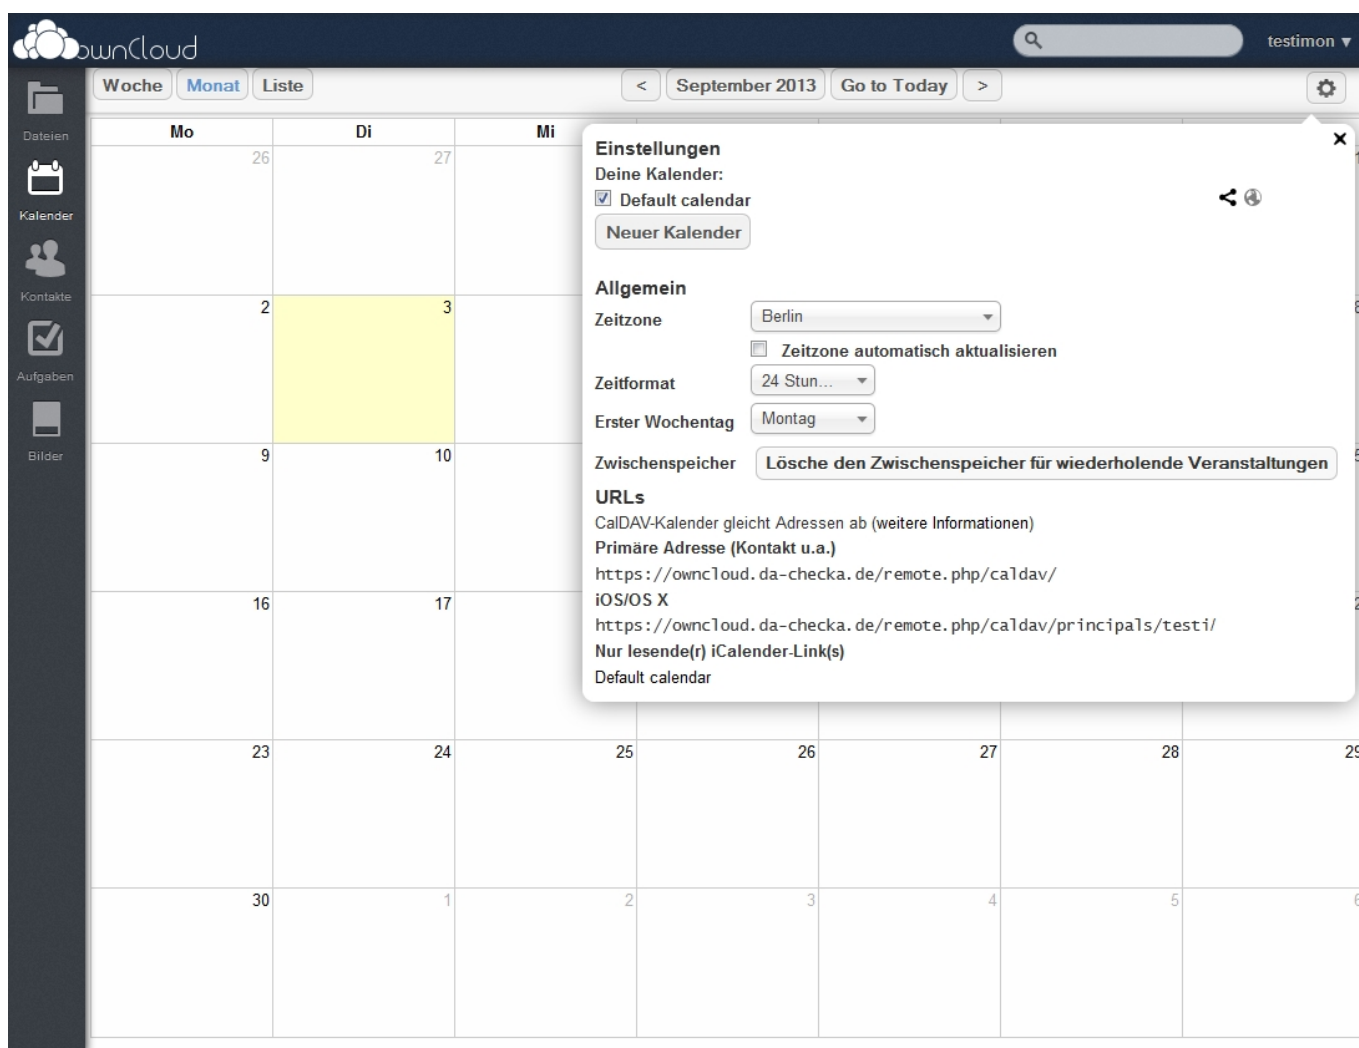 ownCloud
testimon ▼
Woche Monat Liste < September 2013 Go to Today >
Dateien
Kalender
Kontakte
Aufgaben
Bilder
Mo Di Mi
26 27
2 3
9 10
16 17
23 24 25 26 27 28 29
30 1 2 3 4 5 6
Einstellungen
Deine Kalender:
Default calendar
Neuer Kalender
Allgemein
Zeitzone Berlin
Zeitzone automatisch aktualisieren
Zeitformat 24 Stun...
Erster Wochentag Montag
Zwischenspeicher Lösche den Zwischenspeicher für wiederholende Veranstaltungen
URLs
CalDAV-Kalender gleicht Adressen ab (weitere Informationen)
Primäre Adresse (Kontakt u.a.)
https://owncloud.da-checka.de/remote.php/caldav/
iOS/OS X
https://owncloud.da-checka.de/remote.php/caldav/principals/testi/
Nur lesende(r) iCalender-Link(s)
Default calendar